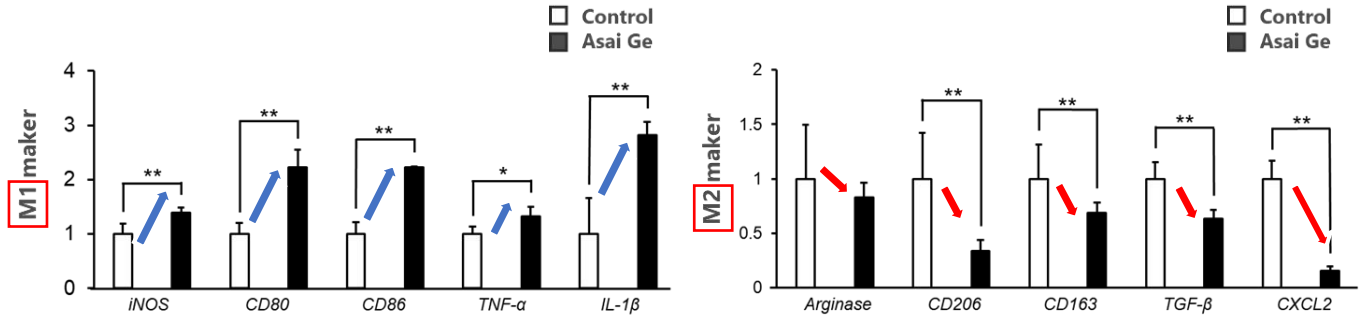 Control
Asai Ge
M1 maker
4
3
2
1
0
**
**
**
*
**
iNOS
CD80
CD86
TNF-α
IL-1β
Control
Asai Ge
M2 maker
2
1.5
1
0.5
0
**
**
**
**
Arginase
CD206
CD163
TGF-β
CXCL2